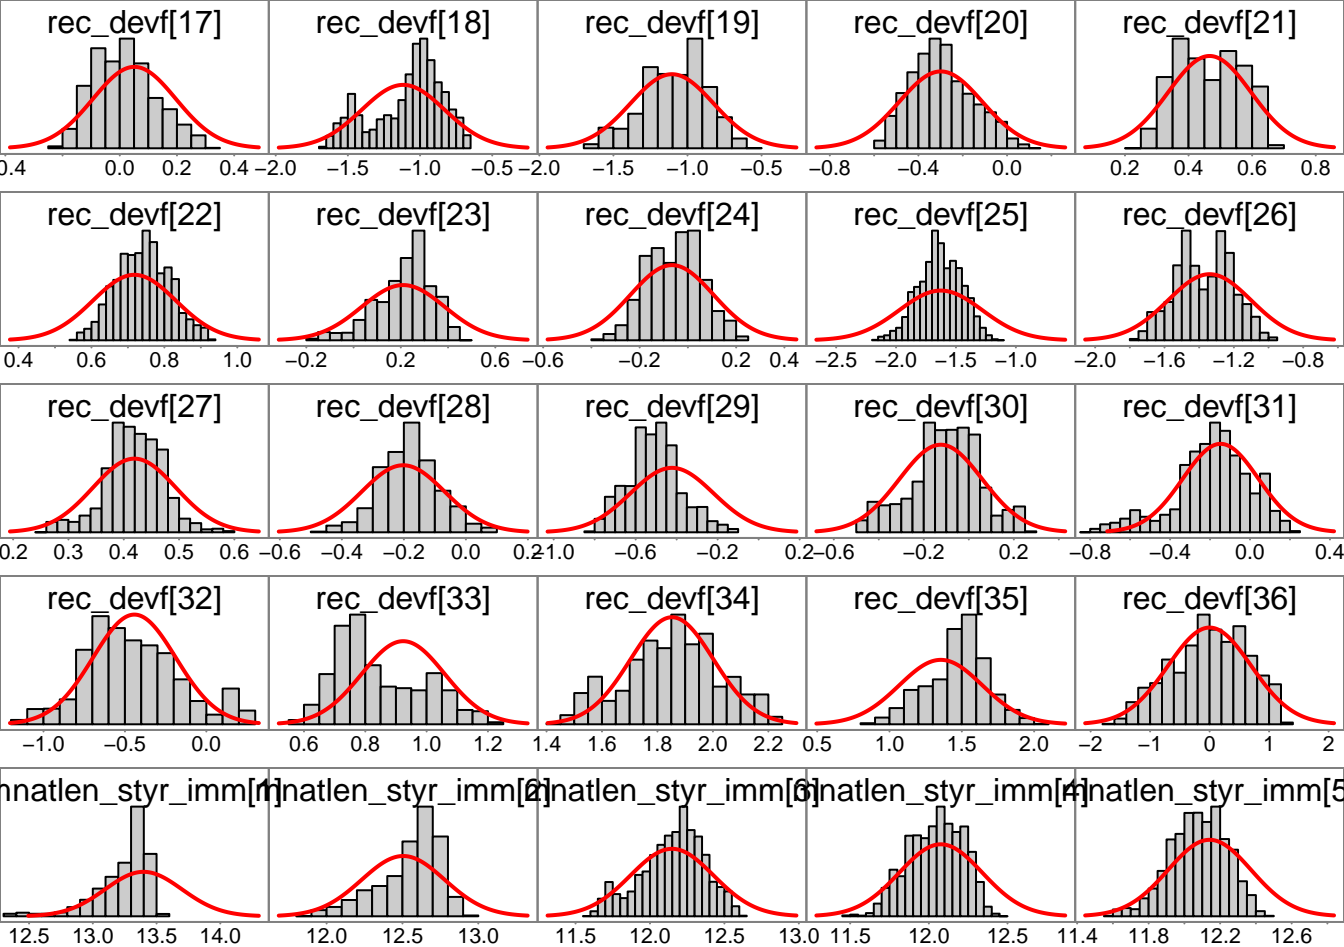 rec_devf[17] rec_devf[18] rec_devf[19] rec_devf[20] rec_devf[21]
0.4 0.0 0.2 0.4 −2.0 −1.5 −1.0 −0.5 −2.0 −1.5 −1.0 −0.5 −0.8 −0.4 0.0 0.2 0.4 0.6 0.8
rec_devf[22] rec_devf[23] rec_devf[24] rec_devf[25] rec_devf[26]
0.4 0.6 0.8 1.0 −0.2 0.2 0.6 −0.6 −0.2 0.2 0.4 −2.5 −2.0 −1.5 −1.0 −2.0 −1.6 −1.2 −0.8
rec_devf[27] rec_devf[28] rec_devf[29] rec_devf[30] rec_devf[31]
0.2 0.3 0.4 0.5 0.6 −0.6 −0.4 −0.2 0.0 0.2 −1.0 −0.6 −0.2 0.2 −0.6 −0.2 0.2 −0.8 −0.4 0.0 0.4
rec_devf[32] rec_devf[33] rec_devf[34] rec_devf[35] rec_devf[36]
−1.0 −0.5 0.0 0.6 0.8 1.0 1.2 1.4 1.6 1.8 2.0 2.2 0.5 1.0 1.5 2.0 −2 −1 0 1 2
natlen_styr_imm[1] natlen_styr_imm[2] natlen_styr_imm[3] natlen_styr_imm[4] natlen_styr_imm[5
12.5 13.0 13.5 14.0 12.0 12.5 13.0 11.5 12.0 12.5 13.0 11.5 12.0 12.5 11.4 11.8 12.2 12.6